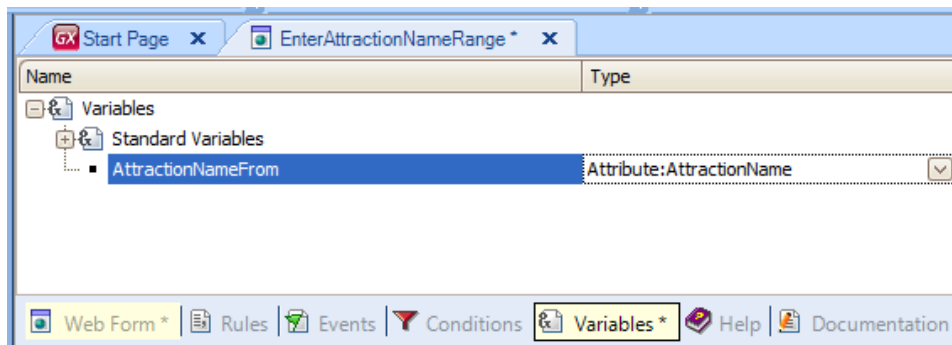 GX Start Page x EnterAttractionNameRange * x
Name Type
Variables
Standard Variables
AttractionNameFrom Attribute:AttractionName
Web Form * Rules Events Conditions Variables * Help Documentation